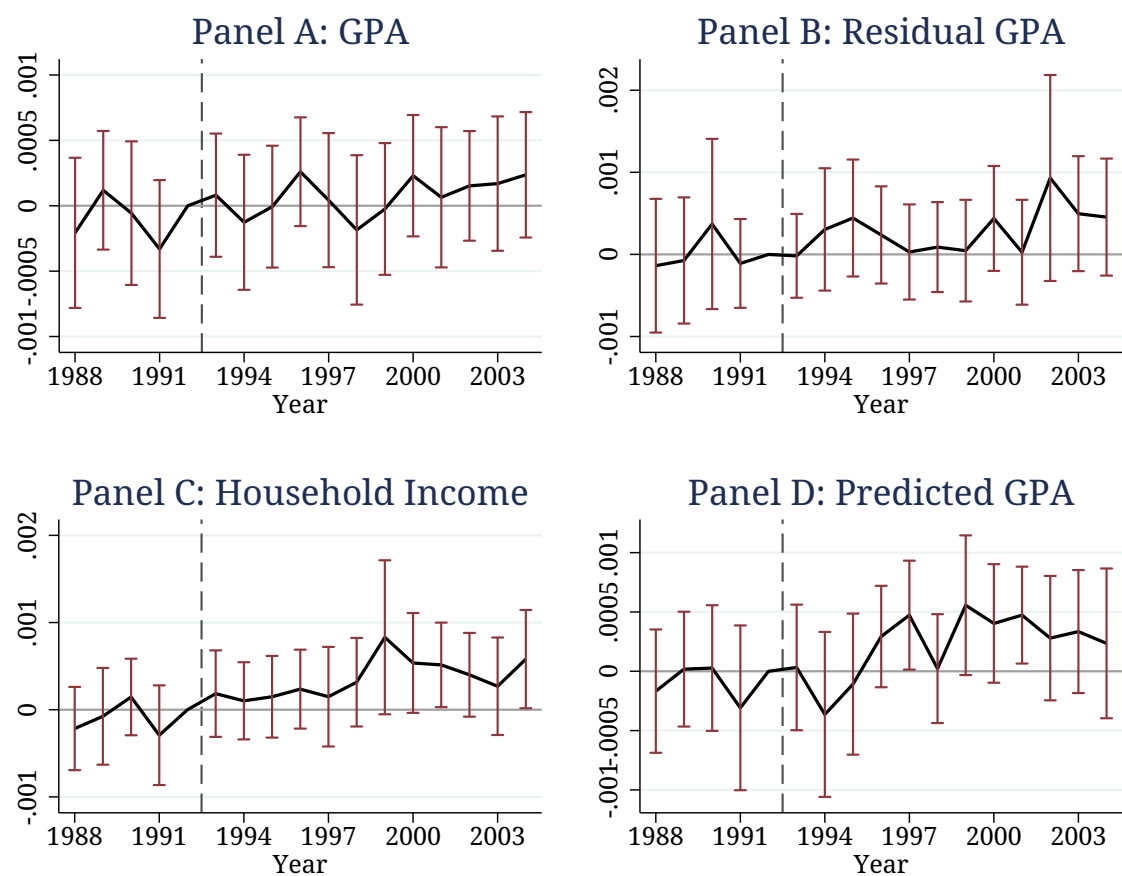 Panel A: GPA
.001
.0005
0
-.0005
-.001
1988 1991 1994 1997 2000 2003
Year
Panel B: Residual GPA
.002
.001
0
-.001
1988 1991 1994 1997 2000 2003
Year
Panel C: Household Income
.002
.001
0
-.001
1988 1991 1994 1997 2000 2003
Year
Panel D: Predicted GPA
.001
.0005
0
-.0005
-.001
1988 1991 1994 1997 2000 2003
Year